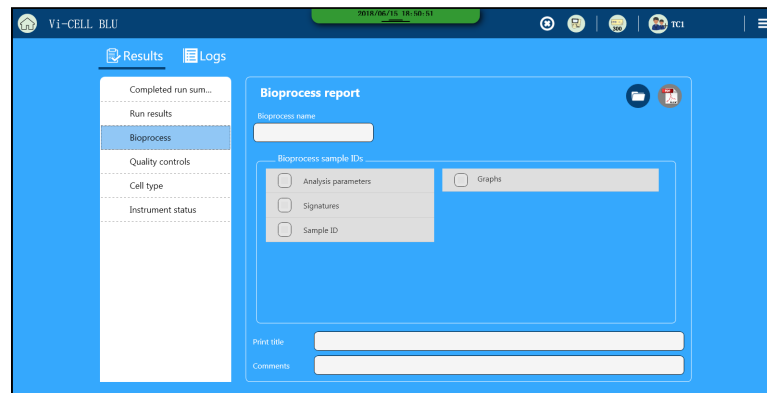 Vi-CELL BLU
2018/06/15 18:50:51
500
TC1
Results
Logs
Completed run sum...
Run results
Bioprocess
Quality controls
Cell type
Instrument status
Bioprocess report
Bioprocess name
Bioprocess sample IDs
Analysis parameters
Graphs
Signatures
Sample ID
Print title
Comments